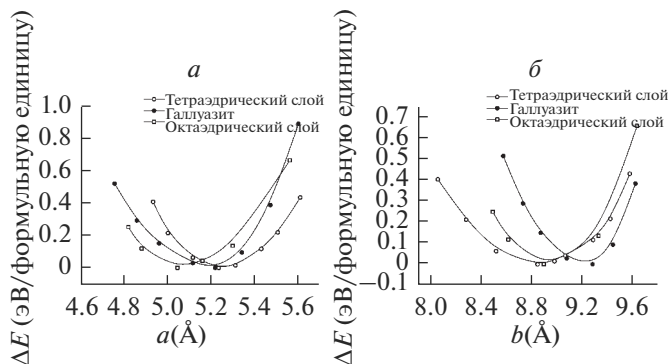 а
Тетраэдрический слой
Галлуазит
Октаэдрический слой
ΔE (эВ/формульную единицу)
1.0
0.8
0.6
0.4
0.2
0
4.6 4.8 5.0 5.2 5.4 5.6
a(Å)
б
Тетраэдрический слой
Галлуазит
Октаэдрический слой
ΔE (эВ/формульную единицу)
0.7
0.6
0.5
0.4
0.3
0.2
0.1
0
−0.1
8.0 8.4 8.8 9.2 9.6
b(Å)